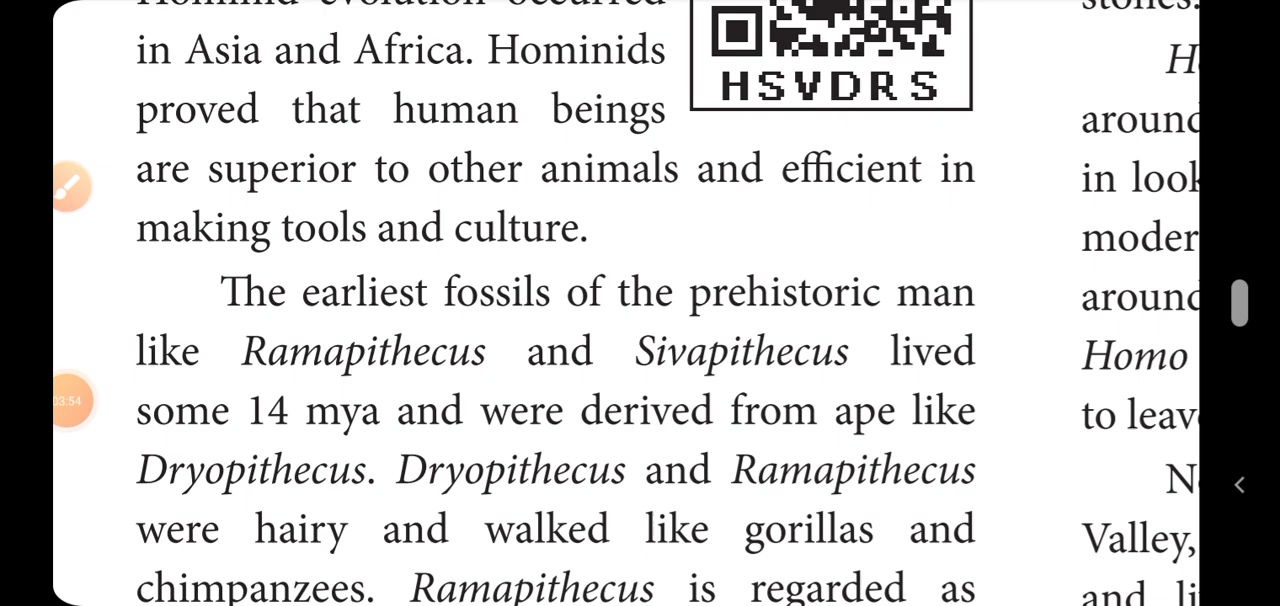 in Asia and Africa. Hominids
proved that human beings
HSVDRS
are superior to other animals and efficient in
making tools and culture.
The earliest fossils of the prehistoric man
like Ramapithecus and Sivapithecus lived
some 14 mya and were derived from ape like
Dryopithecus. Dryopithecus and Ramapithecus
were hairy and walked like gorillas and
chimpanzees. Ramapithecus is regarded as
around
in look
moder
around
Homo
to leav
Valley,
03:54